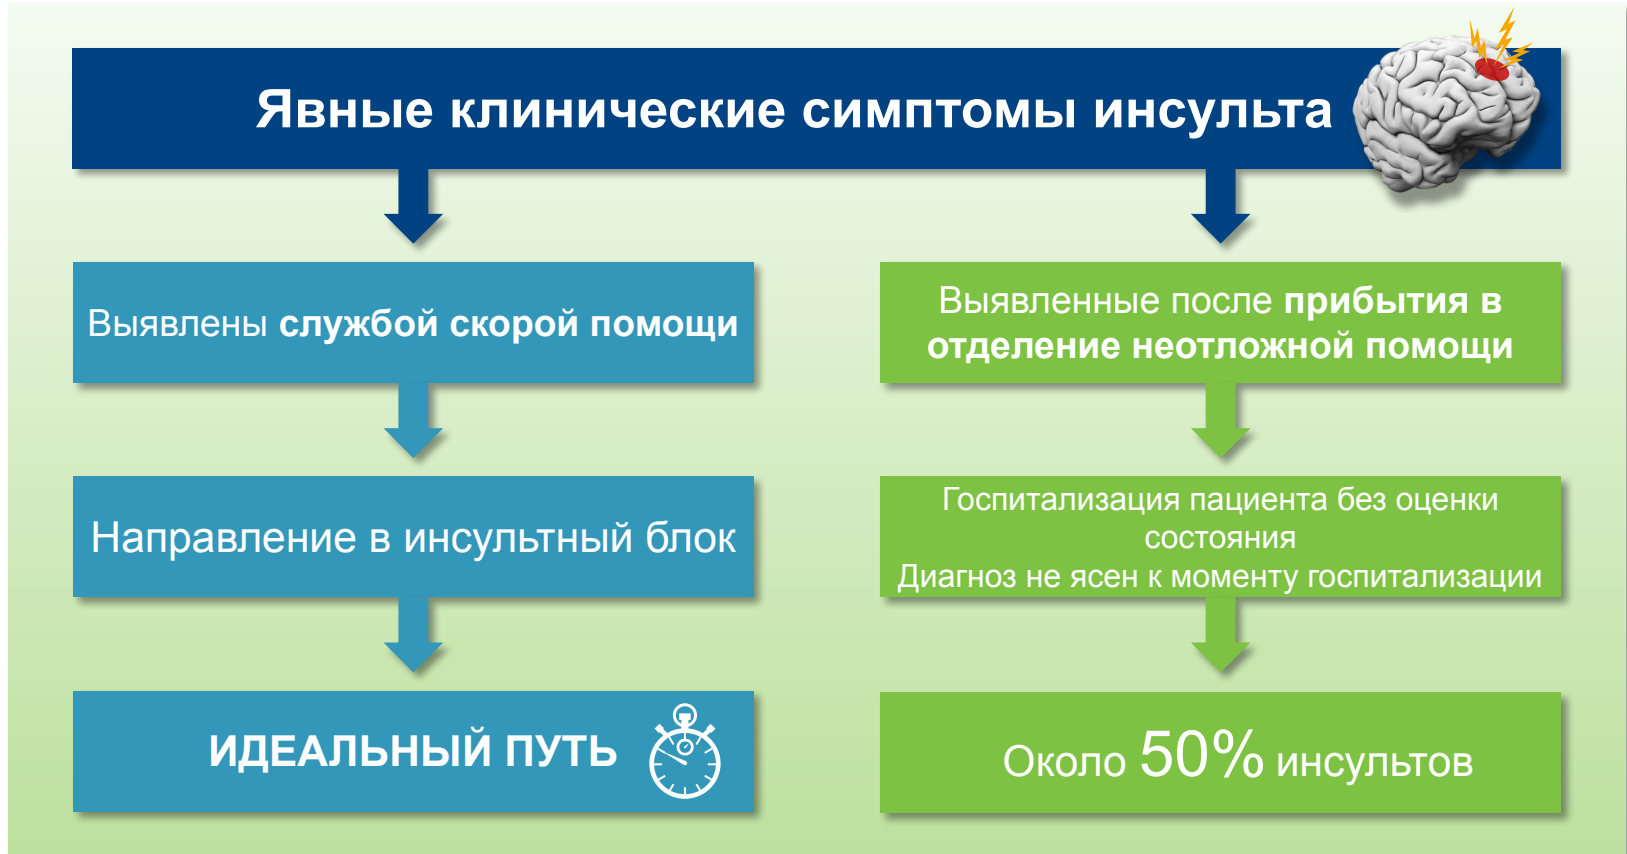 Явные клинические симптомы инсульта
Выявлены службой скорой помощи
Направление в инсультный блок
ИДЕАЛЬНЫЙ ПУТЬ
Выявленные после прибытия в
отделение неотложной помощи
Госпитализация пациента без оценки
состояния
Диагноз не ясен к моменту госпитализации
Около 50% инсультов